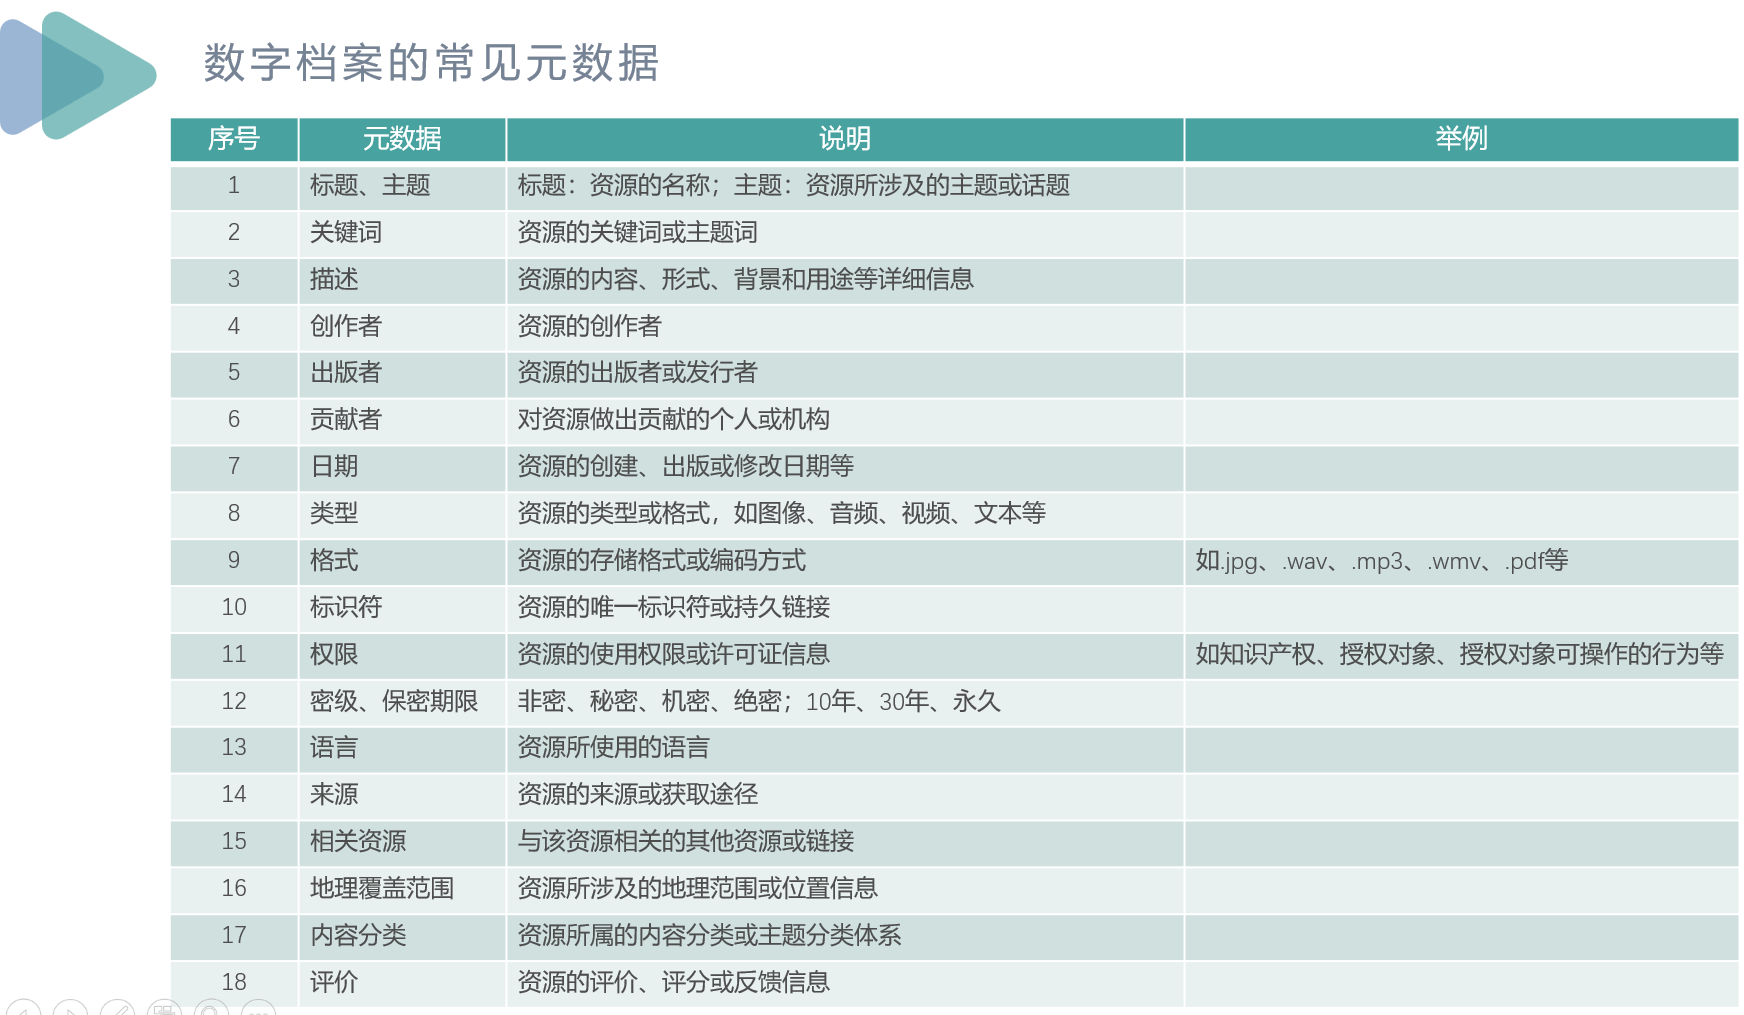 数字档案的常见元数据
序号 元数据 说明 举例
1 标题、主题 标题：资源的名称；主题：资源所涉及的主题或话题
2 关键词 资源的关键词或主题词
3 描述 资源的内容、形式、背景和用途等详细信息
4 创作者 资源的创作者
5 出版者 资源的出版者或发行者
6 贡献者 对资源做出贡献的个人或机构
7 日期 资源的创建、出版或修改日期等
8 类型 资源的类型或格式，如图像、音频、视频、文本等
9 格式 资源的存储格式或编码方式 如.jpg、.wav、.mp3、.wmv、.pdf等
10 标识符 资源的唯一标识符或持久链接
11 权限 资源的使用权限或许可证信息 如知识产权、授权对象、授权对象可操作的行为等
12 密级、保密期限 非密、秘密、机密、绝密；10年、30年、永久
13 语言 资源所使用的语言
14 来源 资源的来源或获取途径
15 相关资源 与该资源相关的其他资源或链接
16 地理覆盖范围 资源所涉及的地理范围或位置信息
17 内容分类 资源所属的内容分类或主题分类体系
18 评价 资源的评价、评分或反馈信息